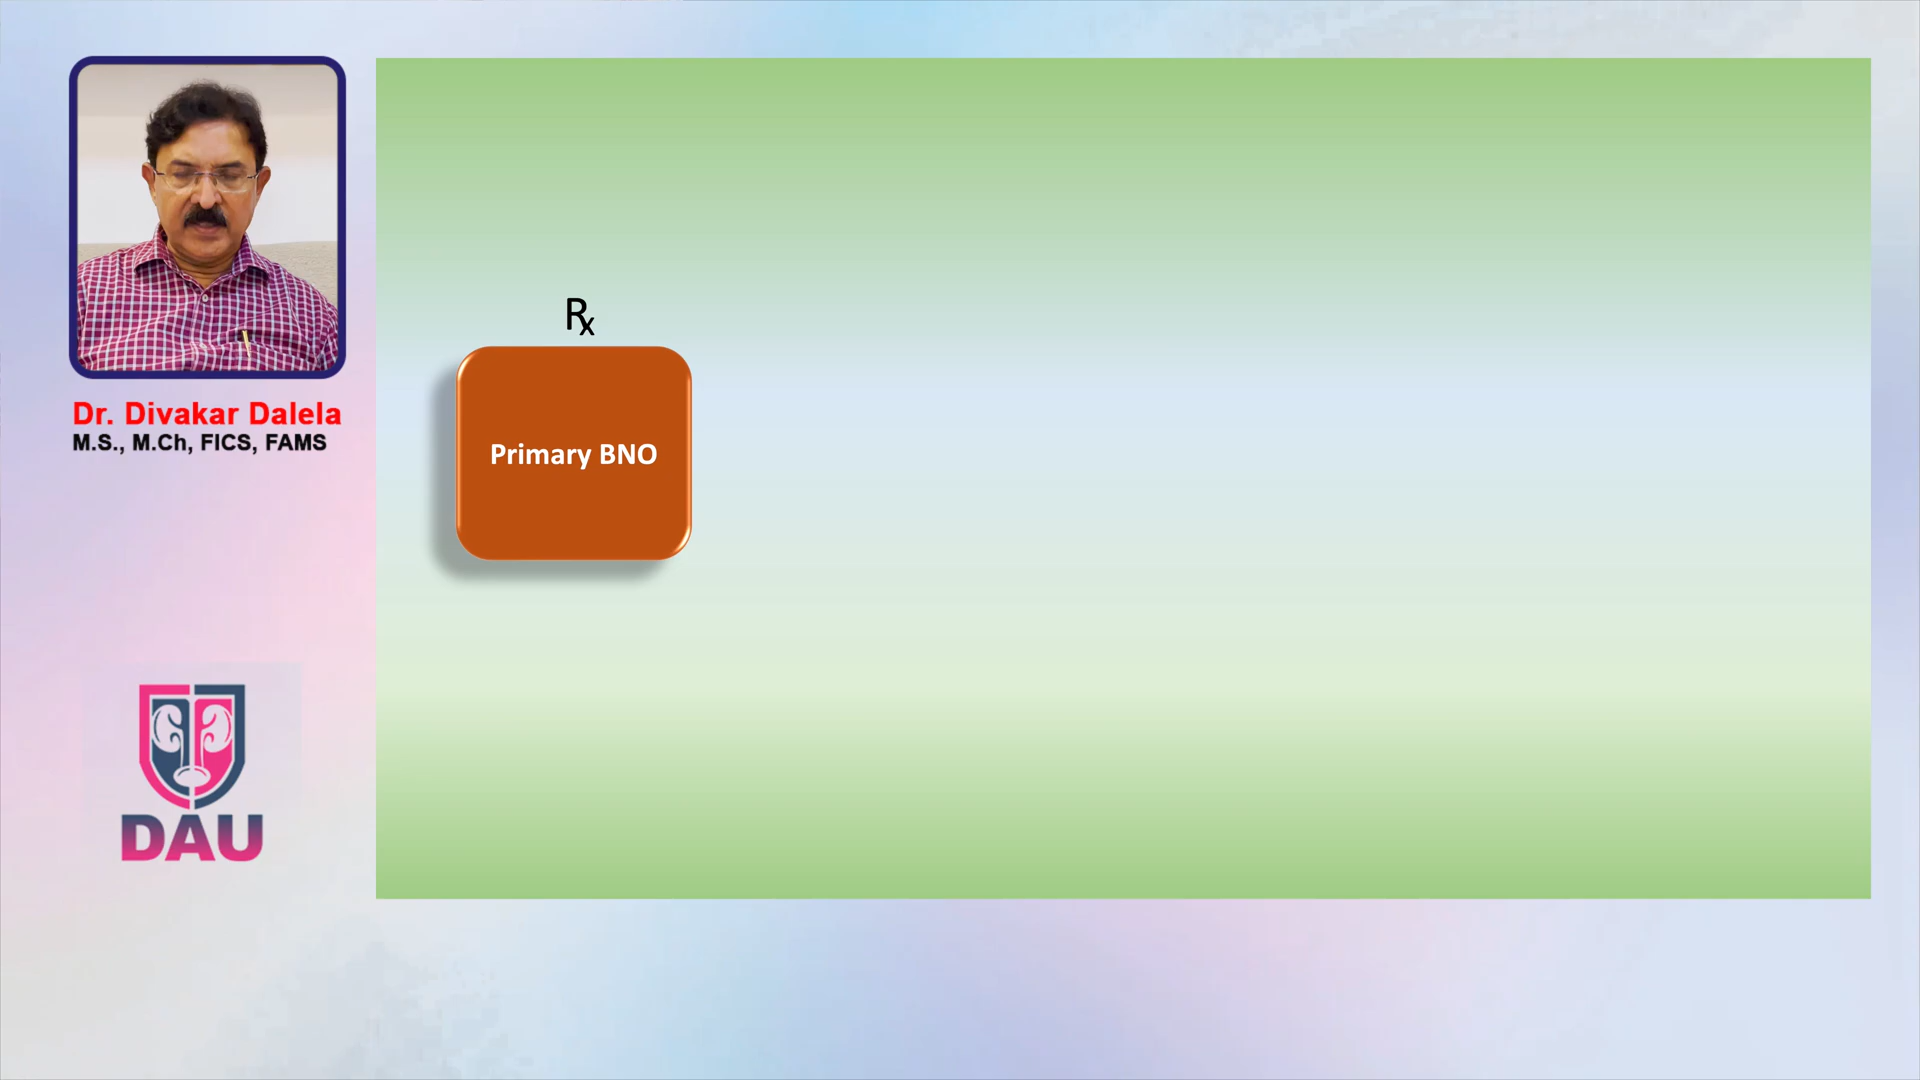 Dr. Divakar Dalela
M.S., M.Ch, FICS, FAMS
DAU
℞
Primary BNO